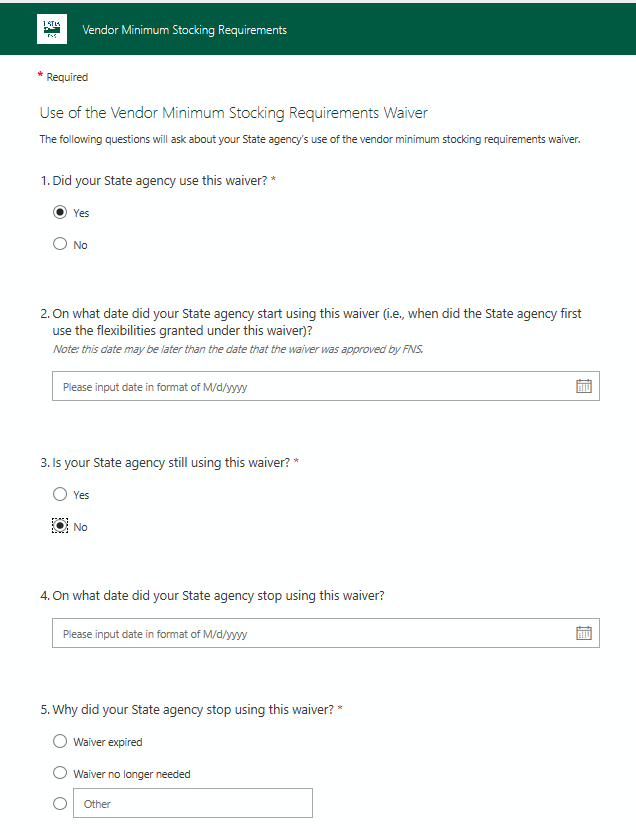 Vendor Minimum Stocking Requirements
* Required
Use of the Vendor Minimum Stocking Requirements Waiver
The following questions will ask about your State agency's use of the vendor minimum stocking requirements waiver.
1. Did your State agency use this waiver? *
Yes
No
2. On what date did your State agency start using this waiver (i.e., when did the State agency first
use the flexibilities granted under this waiver)?
Note: this date may be later than the date that the waiver was approved by FNS.
Please input date in format of M/d/yyyy
3. Is your State agency still using this waiver? *
Yes
No
4. On what date did your State agency stop using this waiver?
Please input date in format of M/d/yyyy
5. Why did your State agency stop using this waiver? *
Waiver expired
Waiver no longer needed
Other